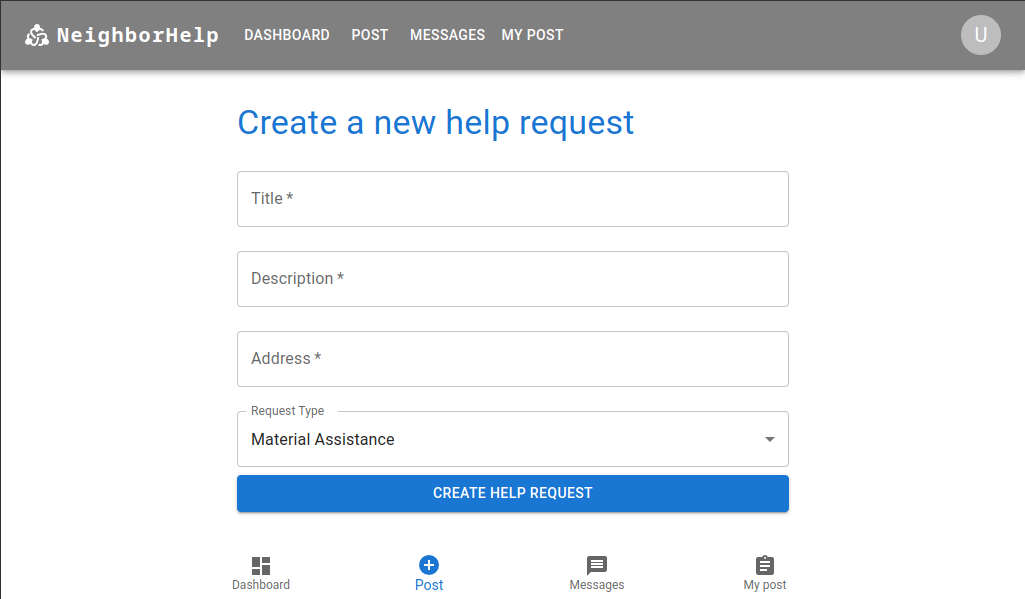 NeighborHelp DASHBOARD POST MESSAGES MY POST U
Create a new help request
Title *
Description *
Address *
Request Type
Material Assistance
CREATE HELP REQUEST
Dashboard Post Messages My post